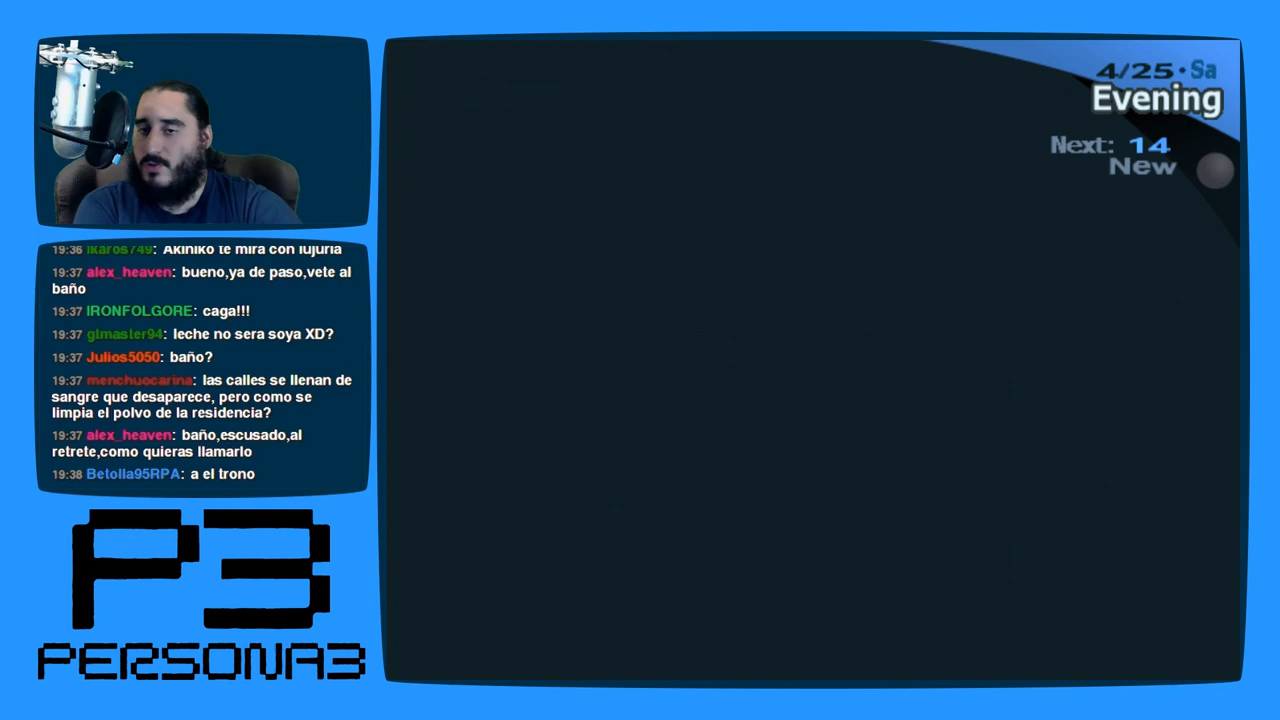 19:36 ikaros749: Akihiko te mira con lujuria
19:37 alex_heaven: bueno,ya de paso,vete al
baño
19:37 IRONFOLGORE: caga!!!
19:37 gtmaster94: leche no sera soya XD?
19:37 Julios5050: baño?
19:37 menchuocarina: las calles se llenan de
sangre que desaparece, pero como se
limpia el polvo de la residencia?
19:37 alex_heaven: baño,escusado,al
retrete,como quieras llamarlo
19:38 Betolla95RPA: a el trono
P3
PERSONA3
4/25 · Sa
Evening
Next: 14
New